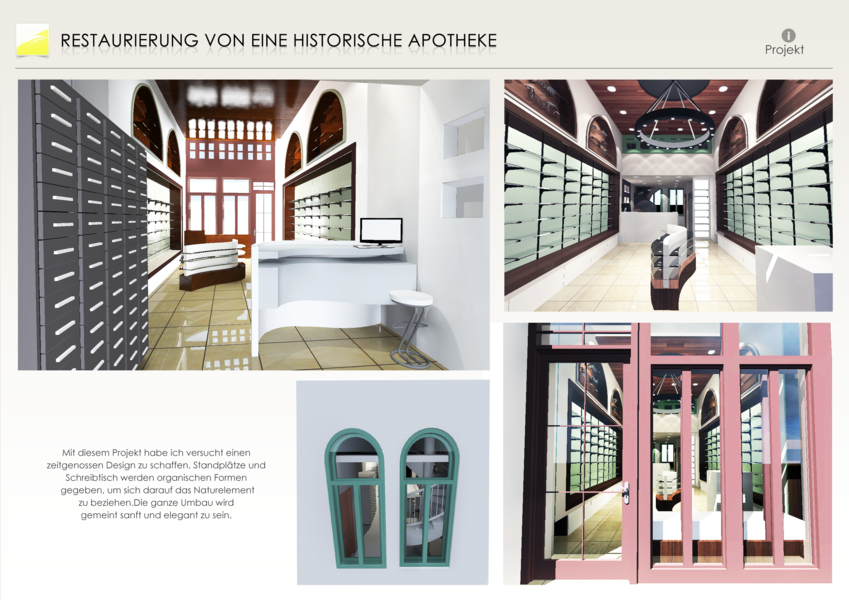 RESTAURIERUNG VON EINE HISTORISCHE APOTHEKE
i
Projekt
Mit diesem Projekt habe ich versucht einen
zeitgenossen Design zu schaffen. Standplätze und
Schreibtisch werden organischen Formen
gegeben, um sich darauf das Naturelement
zu beziehen.Die ganze Umbau wird
gemeint sanft und elegant zu sein.